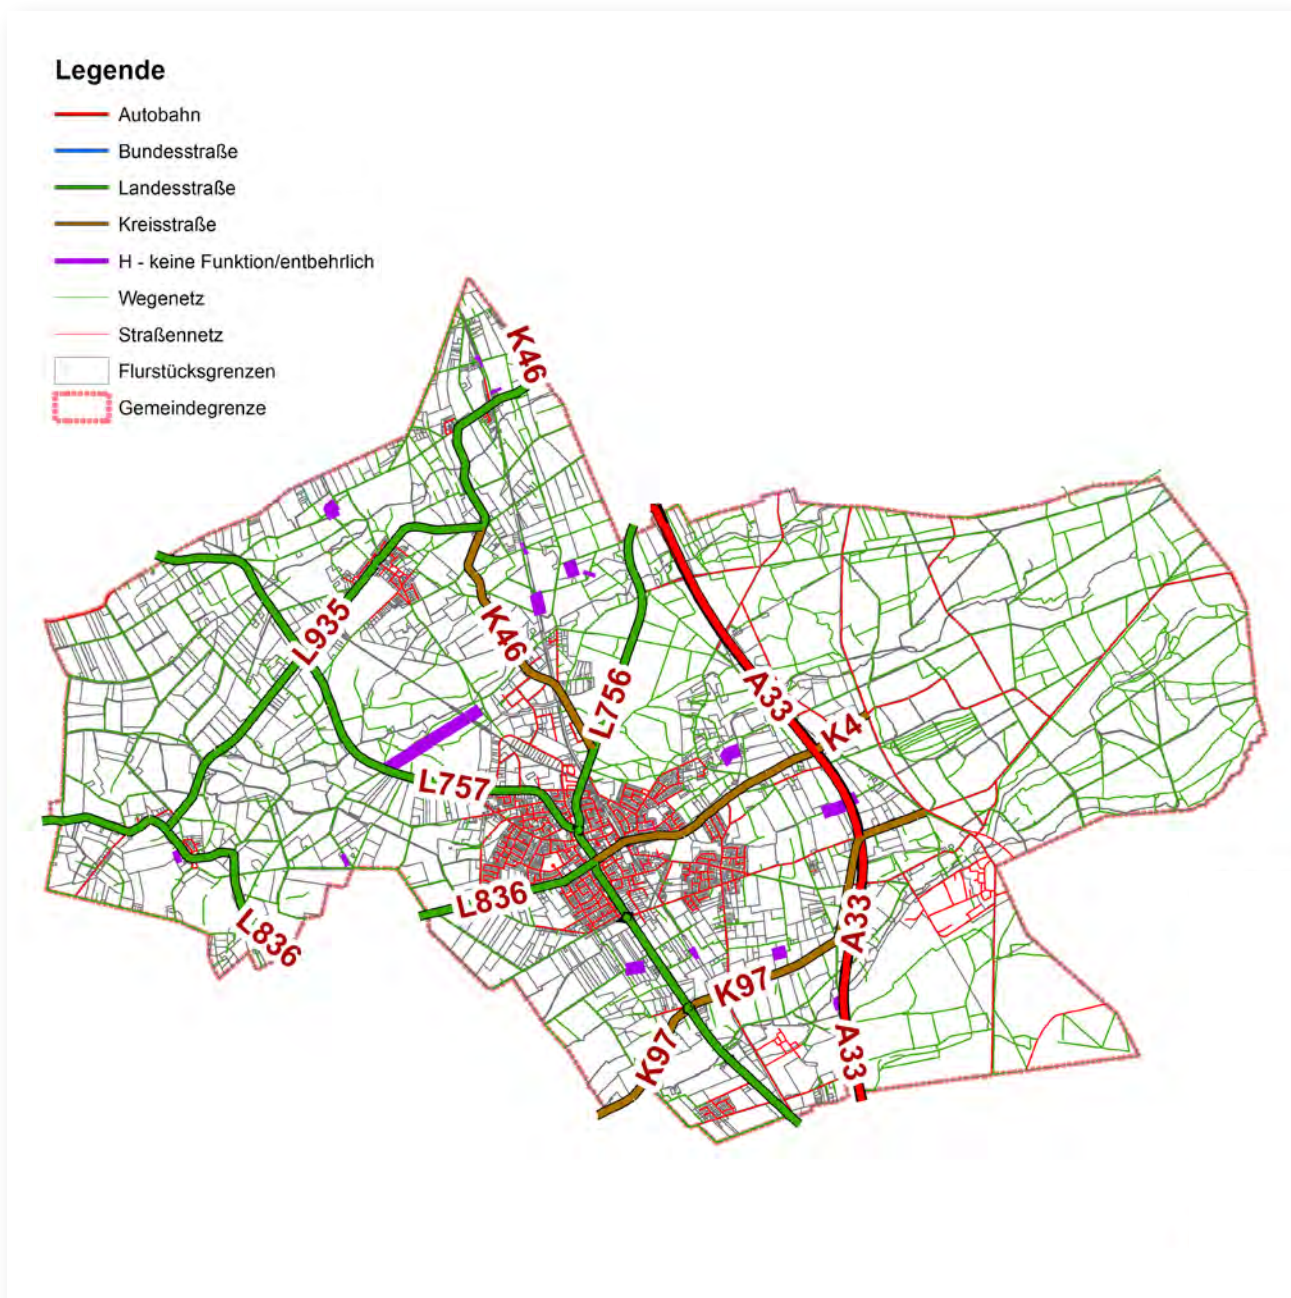 Legende
Autobahn
Bundesstraße
Landesstraße
Kreisstraße
H - keine Funktion/entbehrlich
Wegenetz
Straßennetz
Flurstücksgrenzen
Gemeindegrenze
K46
L935
K46
L756
A33
K4
L757
L836
L836
A33
K97
K97
A33